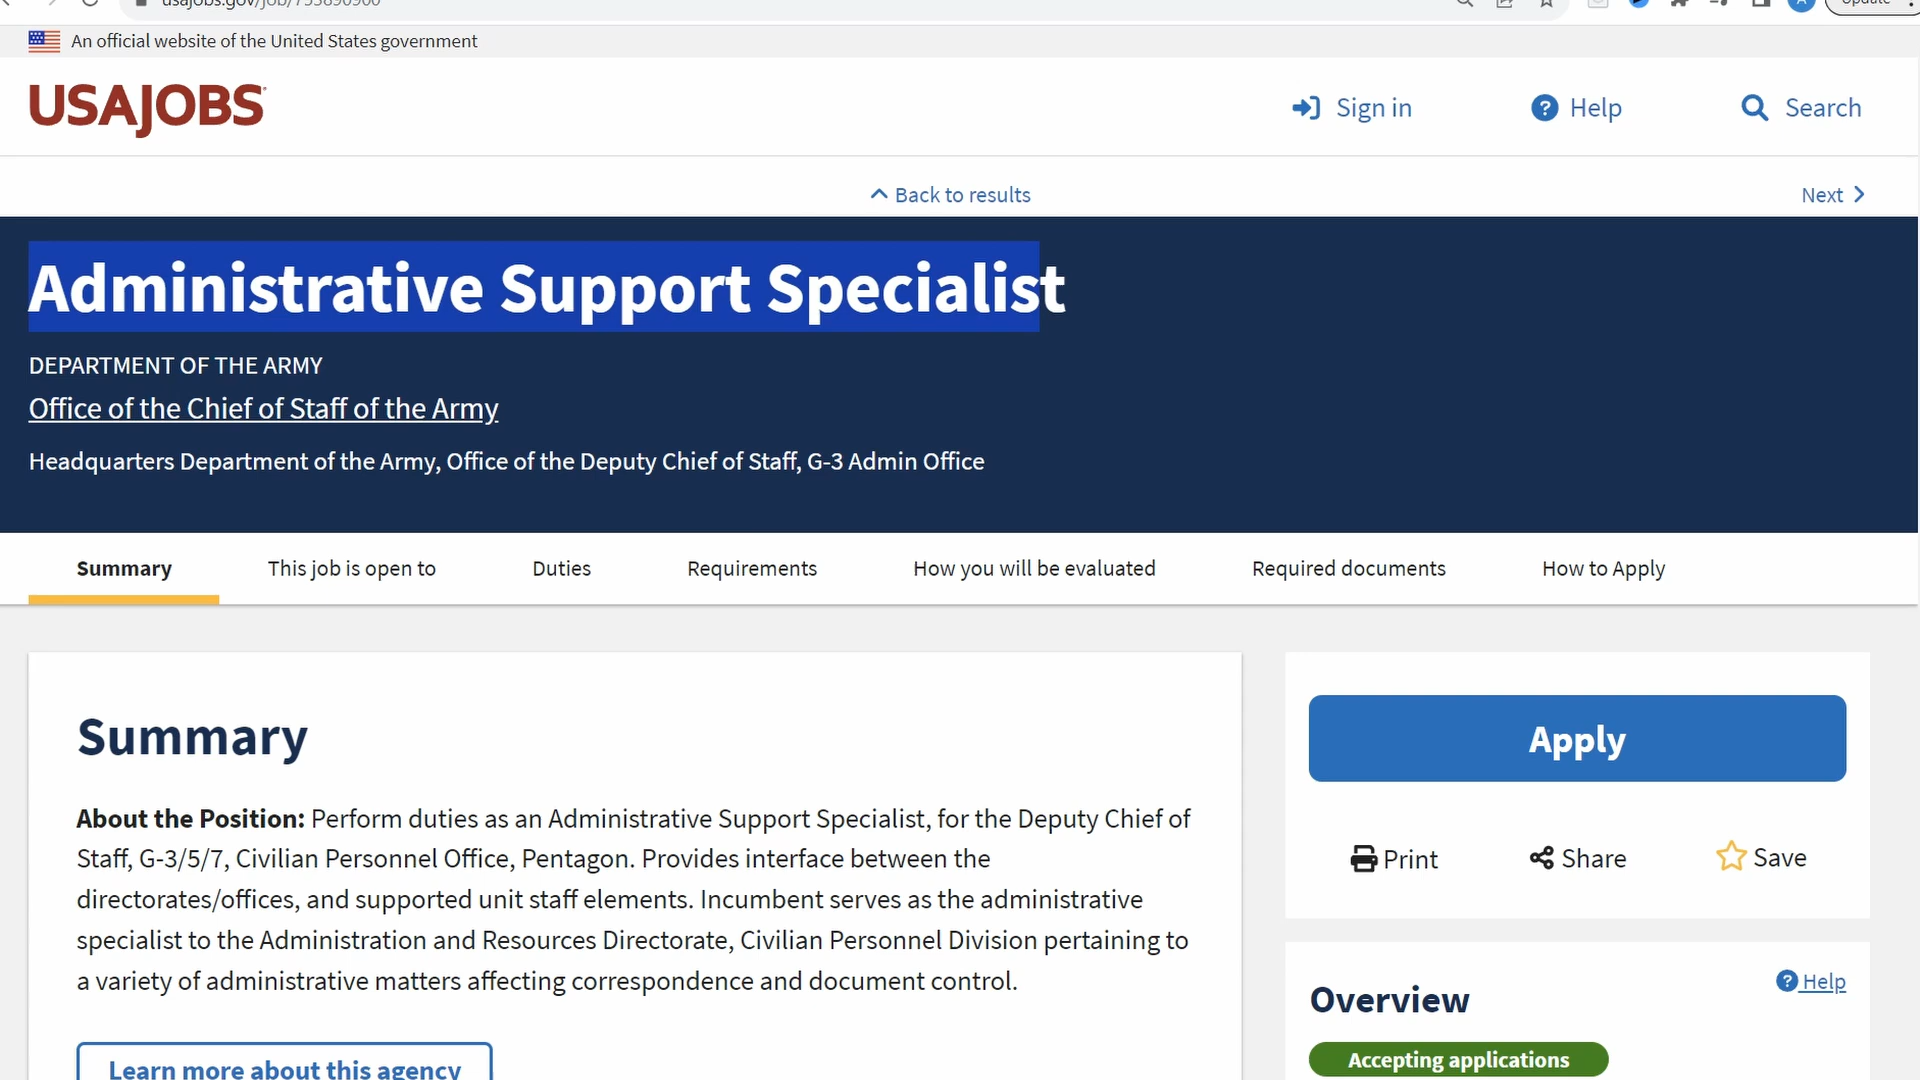 usajobs.gov/job/753890900
Update
An official website of the United States government
USAJOBS
Sign in
Help
Search
Back to results
Next
Administrative Support Specialist
DEPARTMENT OF THE ARMY
Office of the Chief of Staff of the Army
Headquarters Department of the Army, Office of the Deputy Chief of Staff, G-3 Admin Office
Summary
This job is open to
Duties
Requirements
How you will be evaluated
Required documents
How to Apply
Summary
About the Position: Perform duties as an Administrative Support Specialist, for the Deputy Chief of
Staff, G-3/5/7, Civilian Personnel Office, Pentagon. Provides interface between the
directorates/offices, and supported unit staff elements. Incumbent serves as the administrative
specialist to the Administration and Resources Directorate, Civilian Personnel Division pertaining to
a variety of administrative matters affecting correspondence and document control.
Learn more about this agency
Apply
Print
Share
Save
Overview
Help
Accepting applications